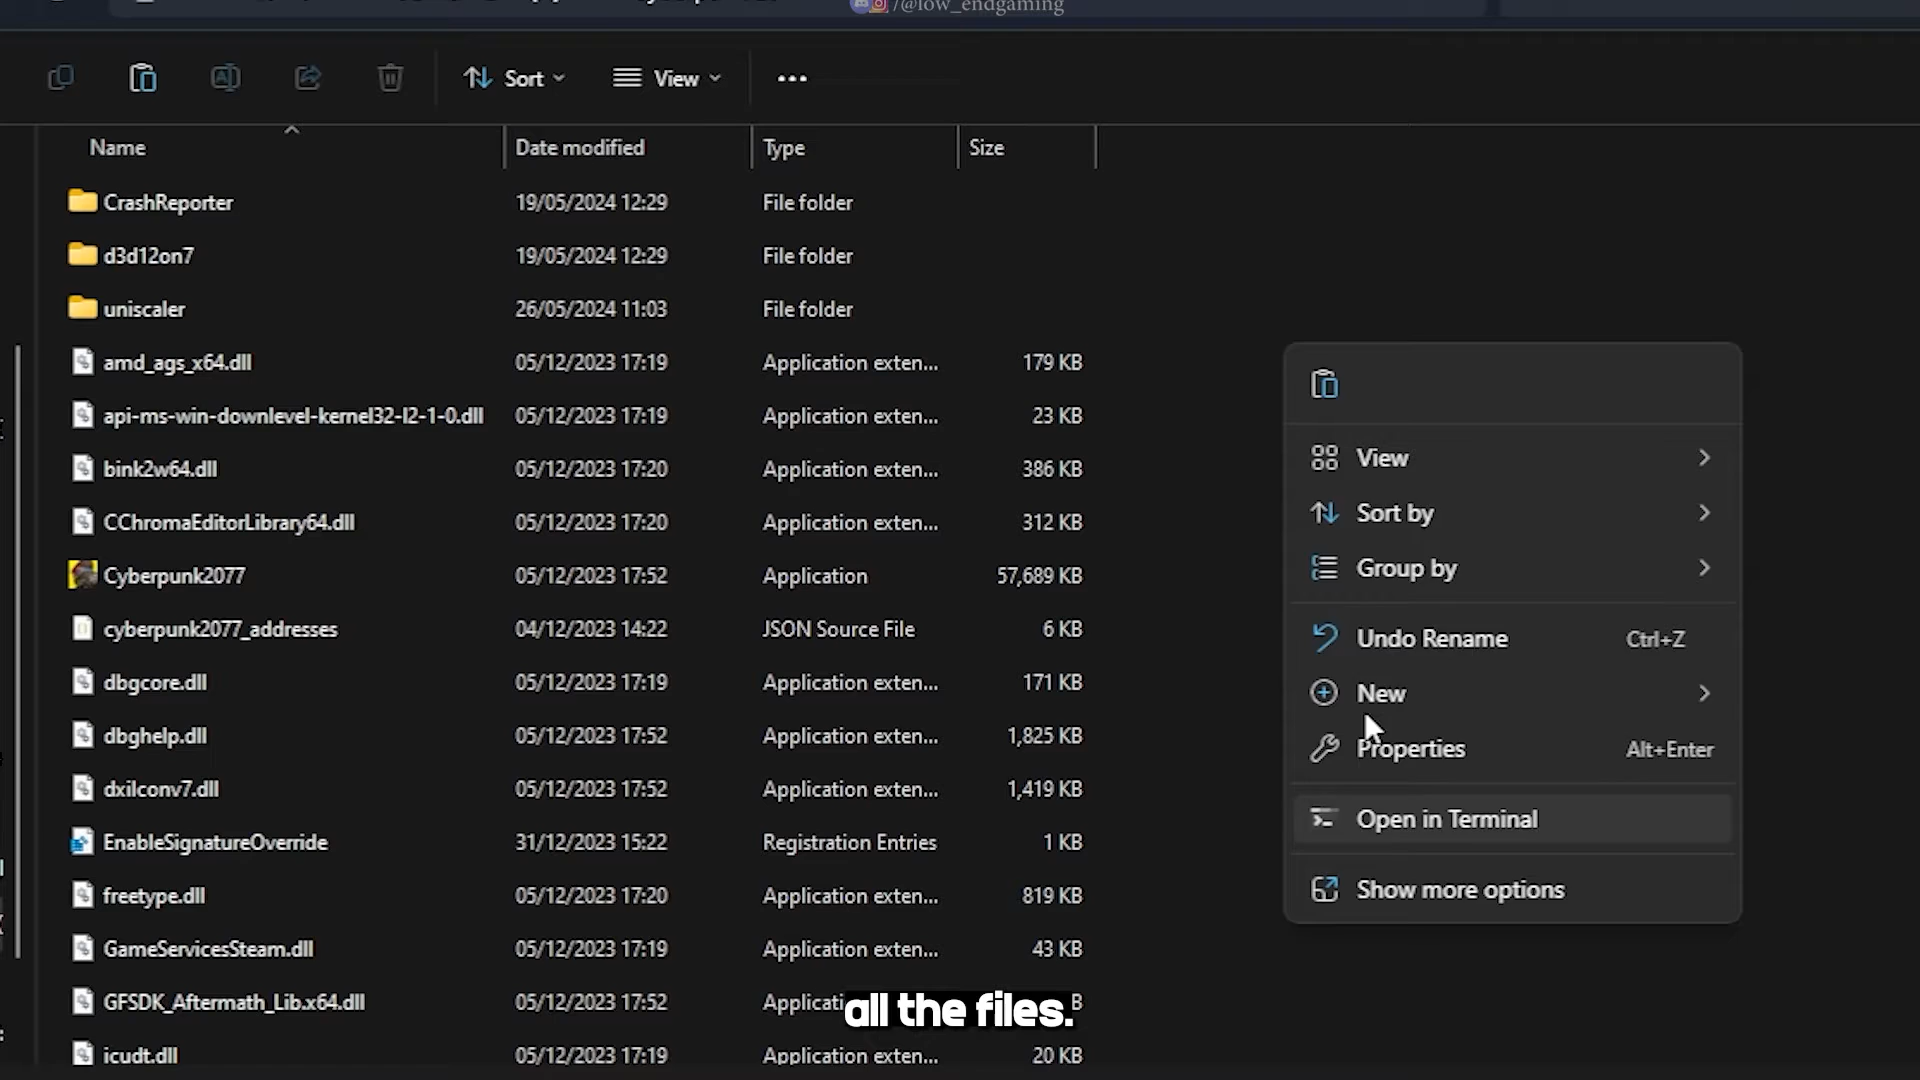 /@low_endgaming
Sort
View
Name
Date modified
Type
Size
CrashReporter 19/05/2024 12:29 File folder
d3d12on7 19/05/2024 12:29 File folder
uniscaler 26/05/2024 11:03 File folder
amd_ags_x64.dll 05/12/2023 17:19 Application exten... 179 KB
api-ms-win-downlevel-kernel32-l2-1-0.dll 05/12/2023 17:19 Application exten... 23 KB
bink2w64.dll 05/12/2023 17:20 Application exten... 386 KB
CChromaEditorLibrary64.dll 05/12/2023 17:20 Application exten... 312 KB
Cyberpunk2077 05/12/2023 17:52 Application 57,689 KB
cyberpunk2077_addresses 04/12/2023 14:22 JSON Source File 6 KB
dbgcore.dll 05/12/2023 17:19 Application exten... 171 KB
dbghelp.dll 05/12/2023 17:52 Application exten... 1,825 KB
dxilconv7.dll 05/12/2023 17:52 Application exten... 1,419 KB
EnableSignatureOverride 31/12/2023 15:22 Registration Entries 1 KB
freetype.dll 05/12/2023 17:20 Application exten... 819 KB
GameServicesSteam.dll 05/12/2023 17:19 Application exten... 43 KB
GFSDK_Aftermath_Lib.x64.dll 05/12/2023 17:52
icudt.dll 05/12/2023 17:19 Application exten... 20 KB
View
Sort by
Group by
Undo Rename Ctrl+Z
New
Properties Alt+Enter
Open in Terminal
Show more options
all the files.